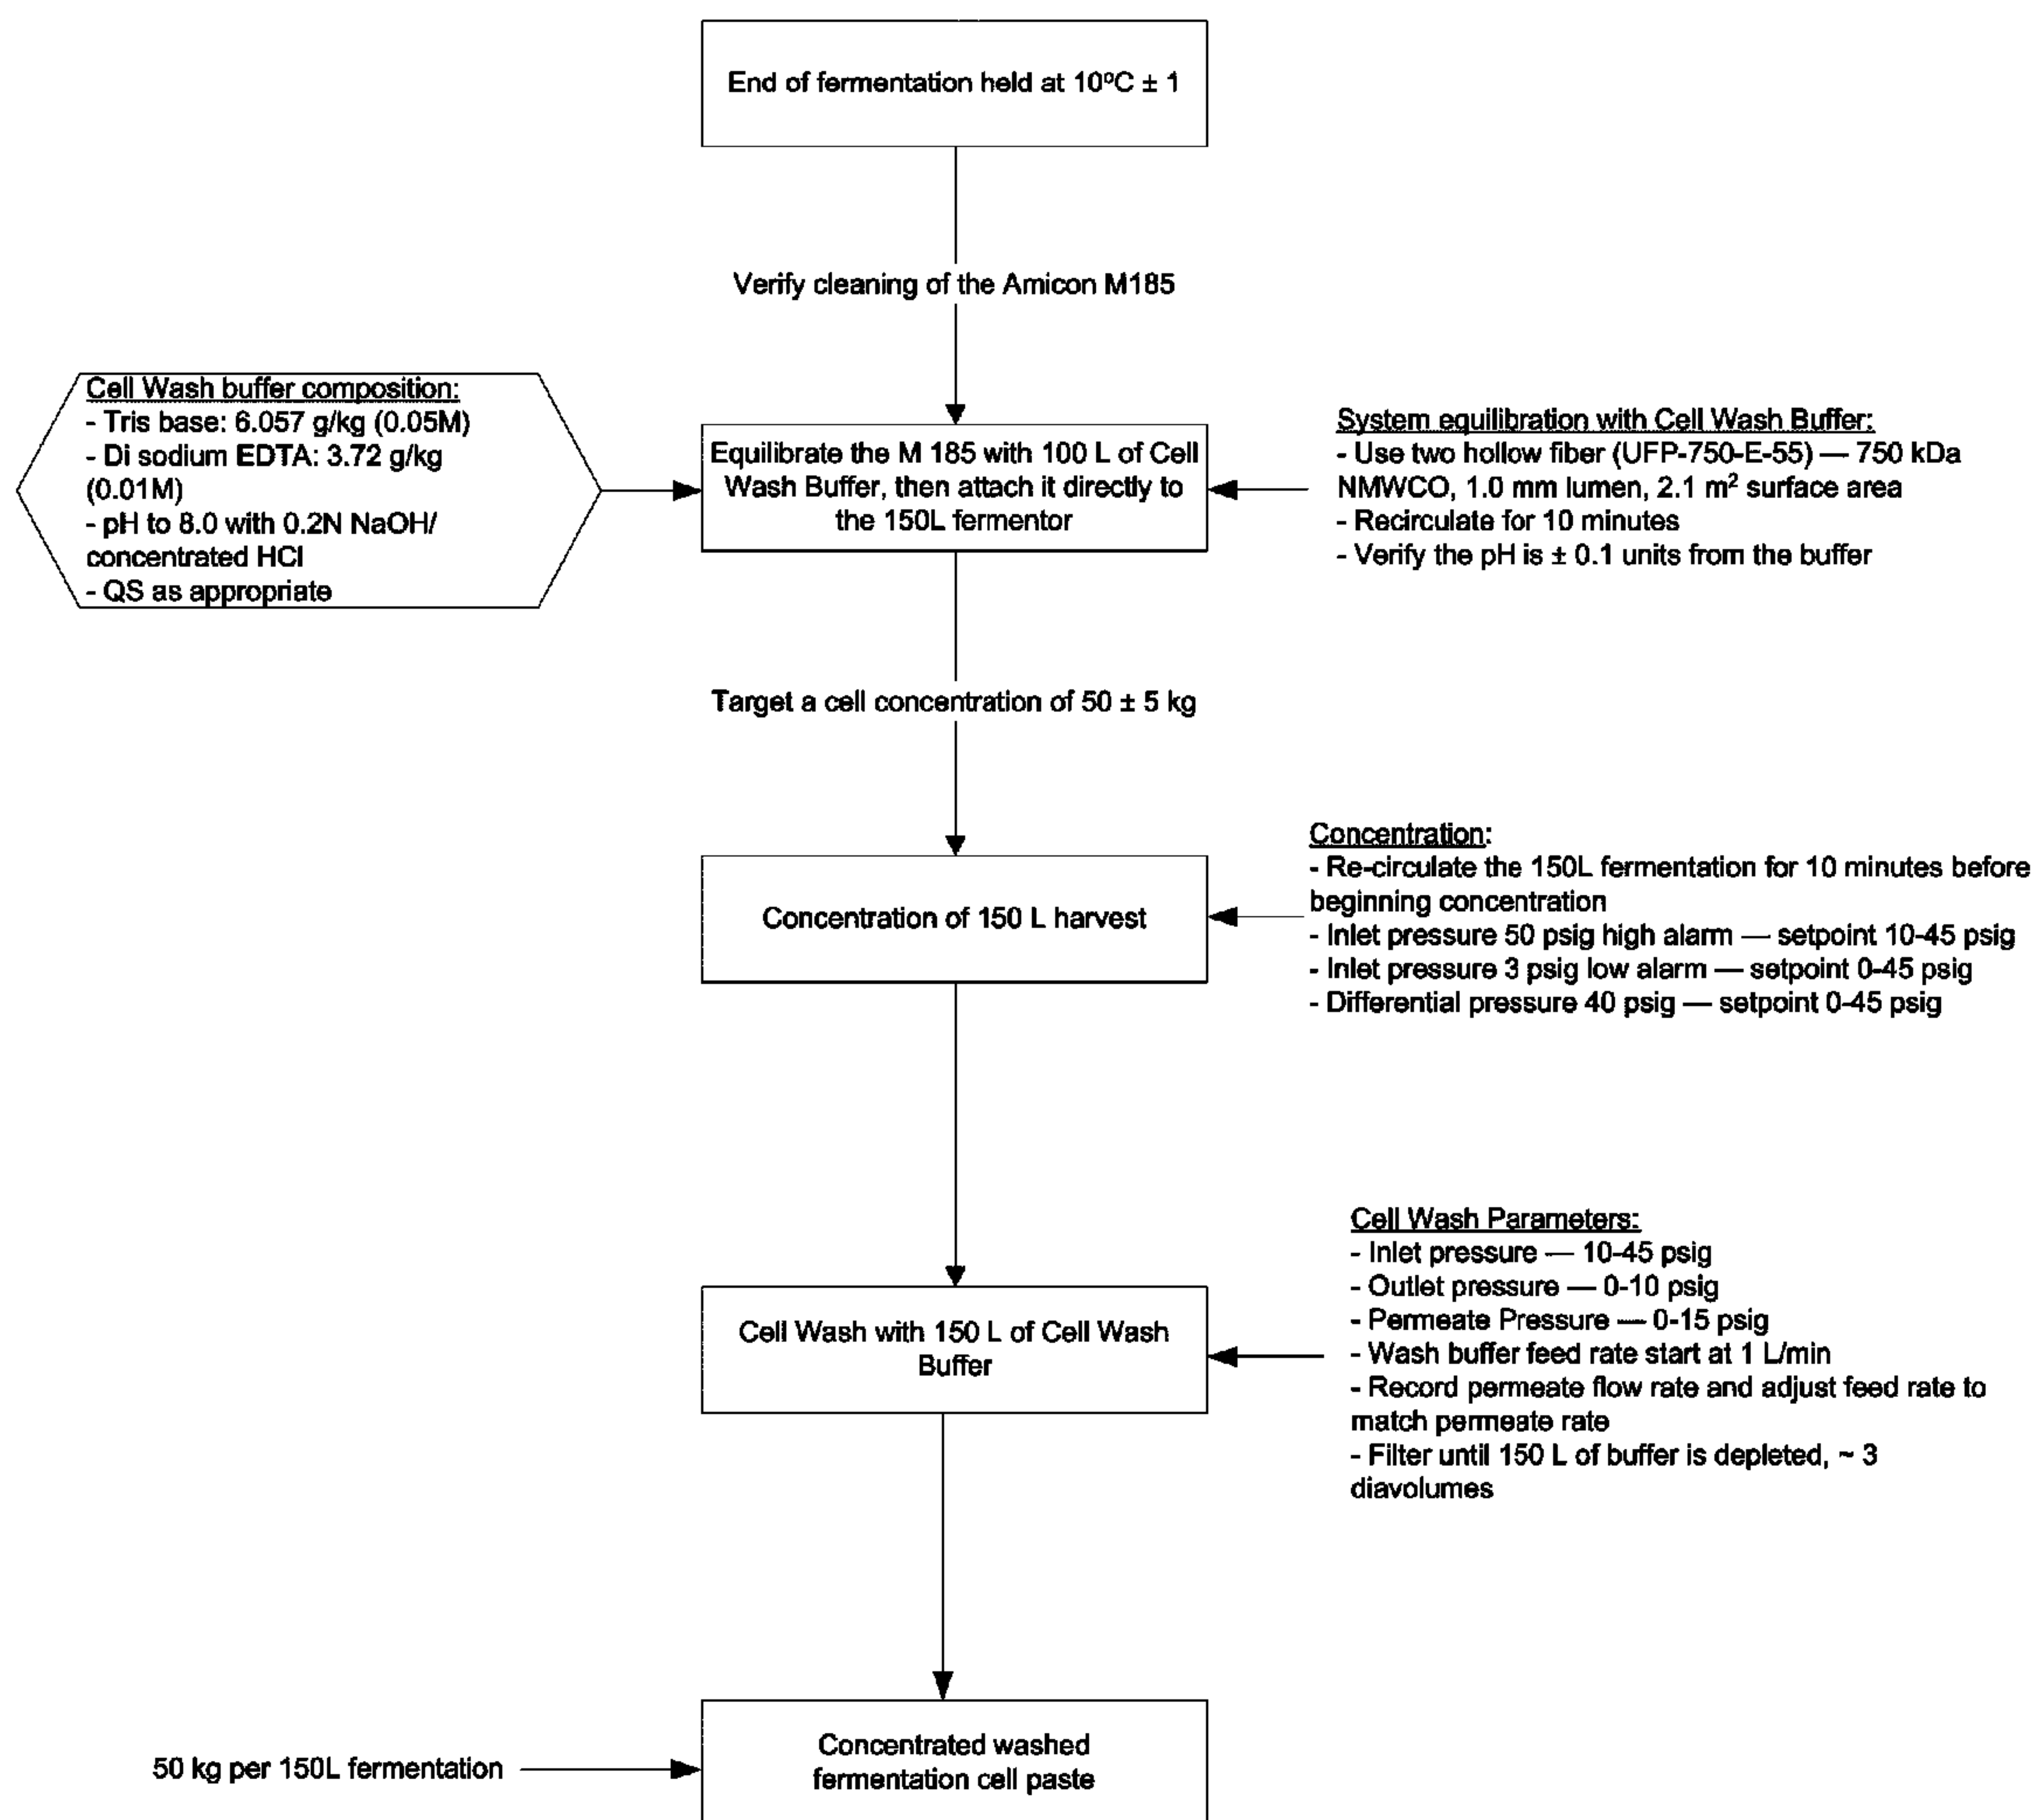 End of fermentation held at 10ºC ± 1
Verify cleaning of the Amicon M185
Cell Wash buffer composition:
- Tris base: 6.057 g/kg (0.05M)
- Di sodium EDTA: 3.72 g/kg
(0.01M)
- pH to 8.0 with 0.2N NaOH/
concentrated HCl
- QS as appropriate
Equilibrate the M 185 with 100 L of Cell
Wash Buffer, then attach it directly to
the 150L fermentor
System equilibration with Cell Wash Buffer:
- Use two hollow fiber (UFP-750-E-55) — 750 kDa
NMWCO, 1.0 mm lumen, 2.1 m² surface area
- Recirculate for 10 minutes
- Verify the pH is ± 0.1 units from the buffer
Target a cell concentration of 50 ± 5 kg
Concentration of 150 L harvest
Concentration:
- Re-circulate the 150L fermentation for 10 minutes before
beginning concentration
- Inlet pressure 50 psig high alarm — setpoint 10-45 psig
- Inlet pressure 3 psig low alarm — setpoint 0-45 psig
- Differential pressure 40 psig — setpoint 0-45 psig
Cell Wash with 150 L of Cell Wash
Buffer
Cell Wash Parameters:
- Inlet pressure — 10-45 psig
- Outlet pressure — 0-10 psig
- Permeate Pressure — 0-15 psig
- Wash buffer feed rate start at 1 L/min
- Record permeate flow rate and adjust feed rate to
match permeate rate
- Filter until 150 L of buffer is depleted, ~ 3
diavolumes
50 kg per 150L fermentation
Concentrated washed
fermentation cell paste